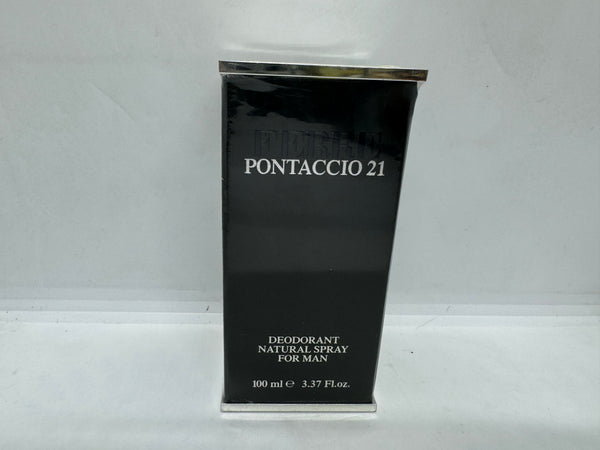 PONTACCIO 21
DEODORANT
NATURAL SPRAY
FOR MAN
100 ml ℮ 3.37 Fl.oz.